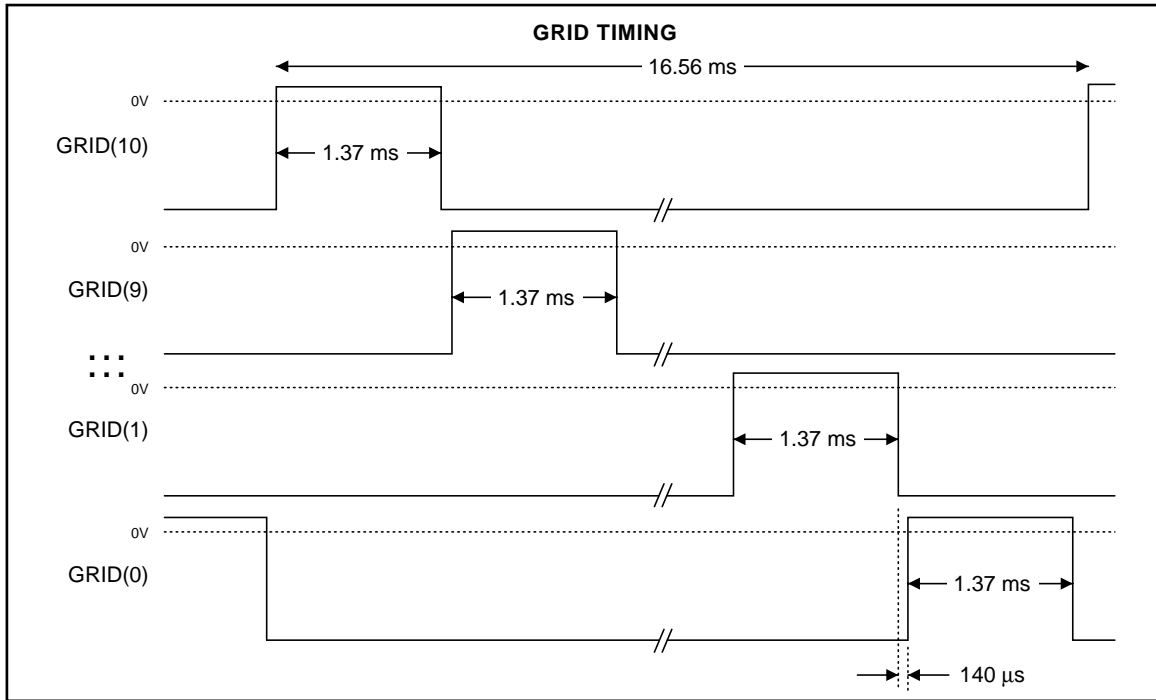 GRID TIMING
16.56 ms
0V
GRID(10)
1.37 ms
0V
GRID(9)
1.37 ms
...
...
0V
GRID(1)
1.37 ms
0V
GRID(0)
1.37 ms
140 µs